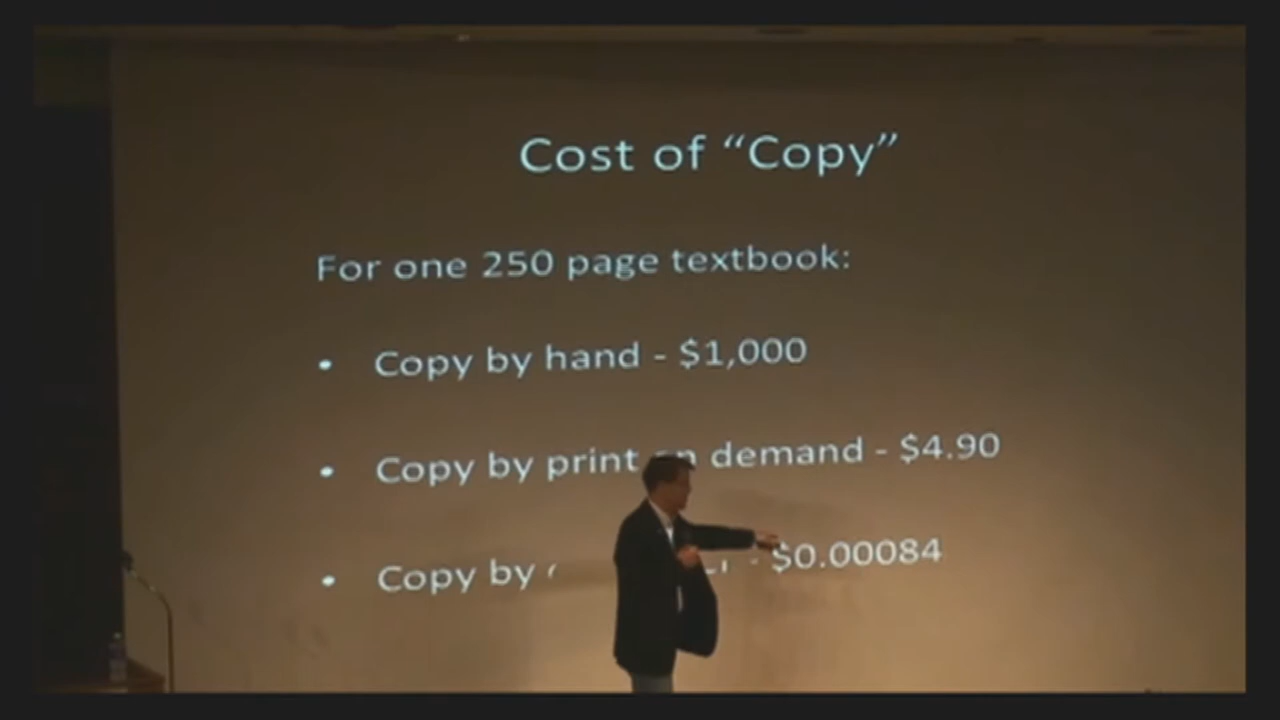 Cost of “Copy”
For one 250 page textbook:
• Copy by hand - $1,000
• Copy by print demand - $4.90
• Copy by - $0.00084